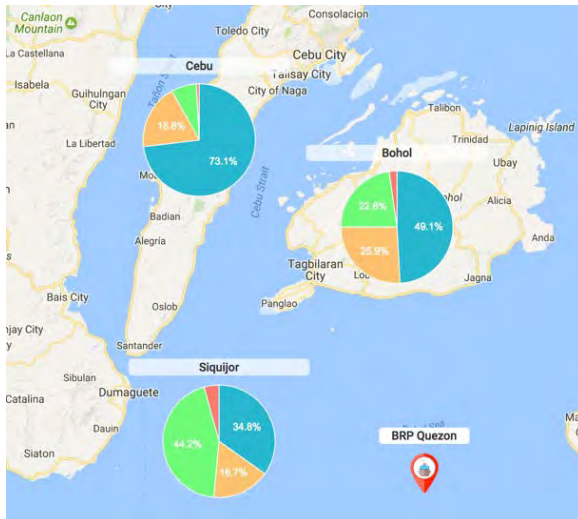 Canlaon
Mountain
Toledo City
Consolacion
La Castellana
Cebu City
Cebu
Talisay City
Isabela
Guihulngan
City
City of Naga
18.8%
73.1%
Talibon
Lapinig Island
La Libertad
Trinidad
Bohol
Ubay
Cebu Strait
Badian
22.8%
49.1%
Alicia
Alegría
25.9%
Anda
Tagbilaran
City
Jagna
Bais City
Panglao
Oslob
Santander
Siquijor
Sibulan
Dumaguete
Catalina
Dauin
34.8%
44.2%
16.7%
BRP Quezon
Siaton